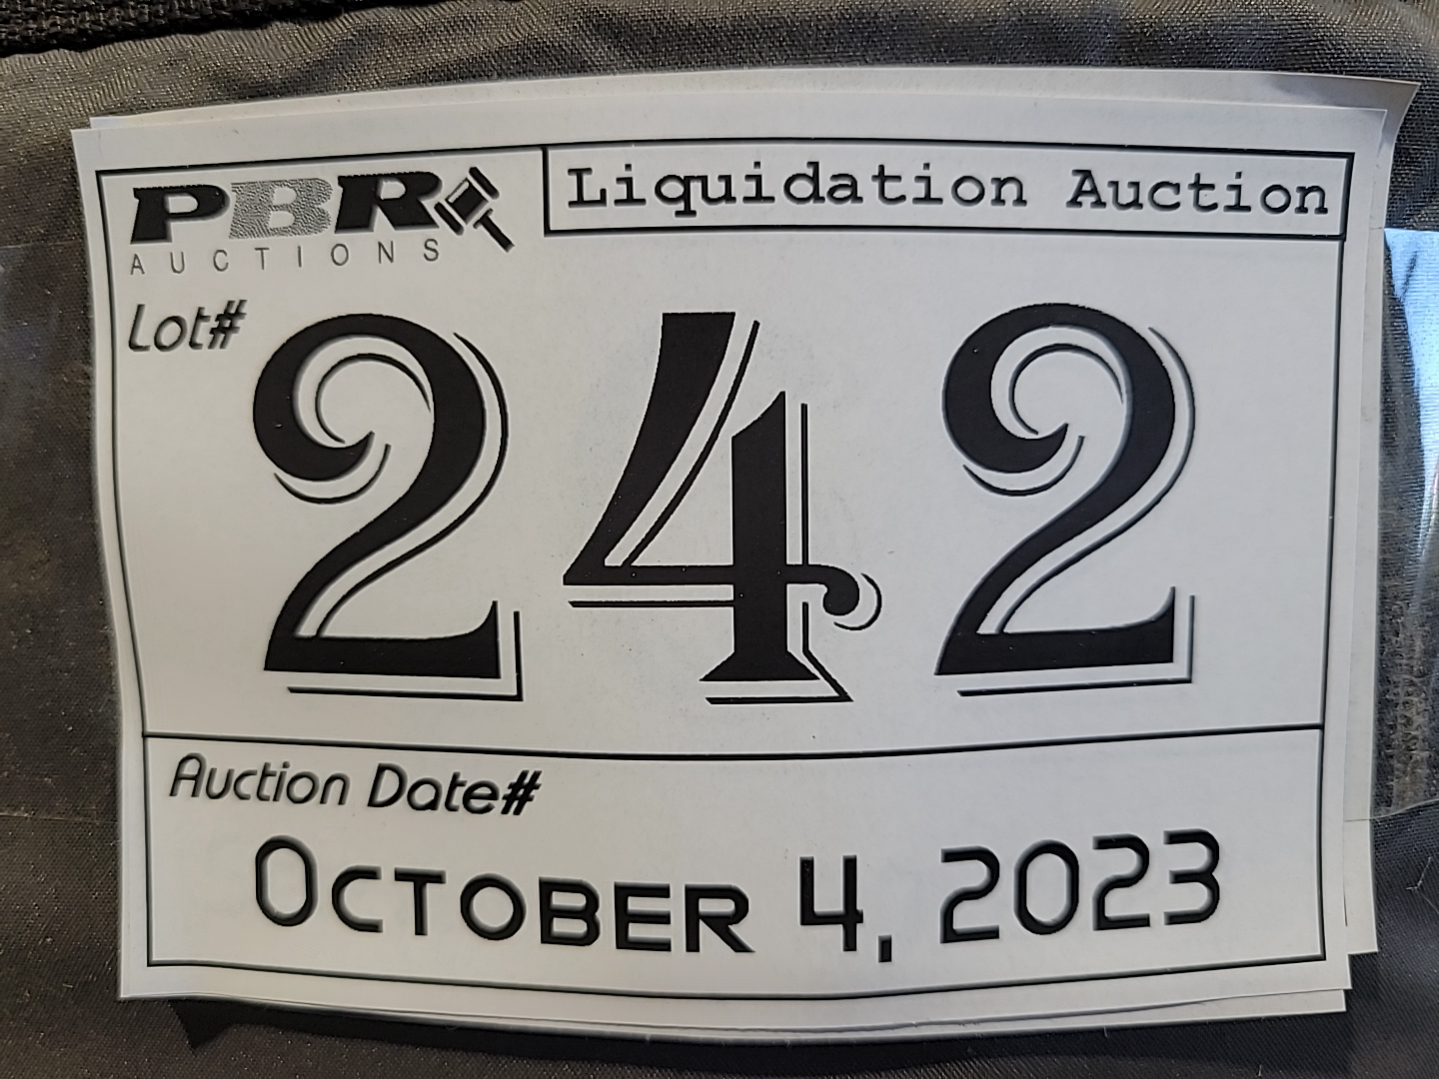 PBR
AUCTIONS
Liquidation Auction
Lot#
242
Auction Date#
OCTOBER 4, 2023